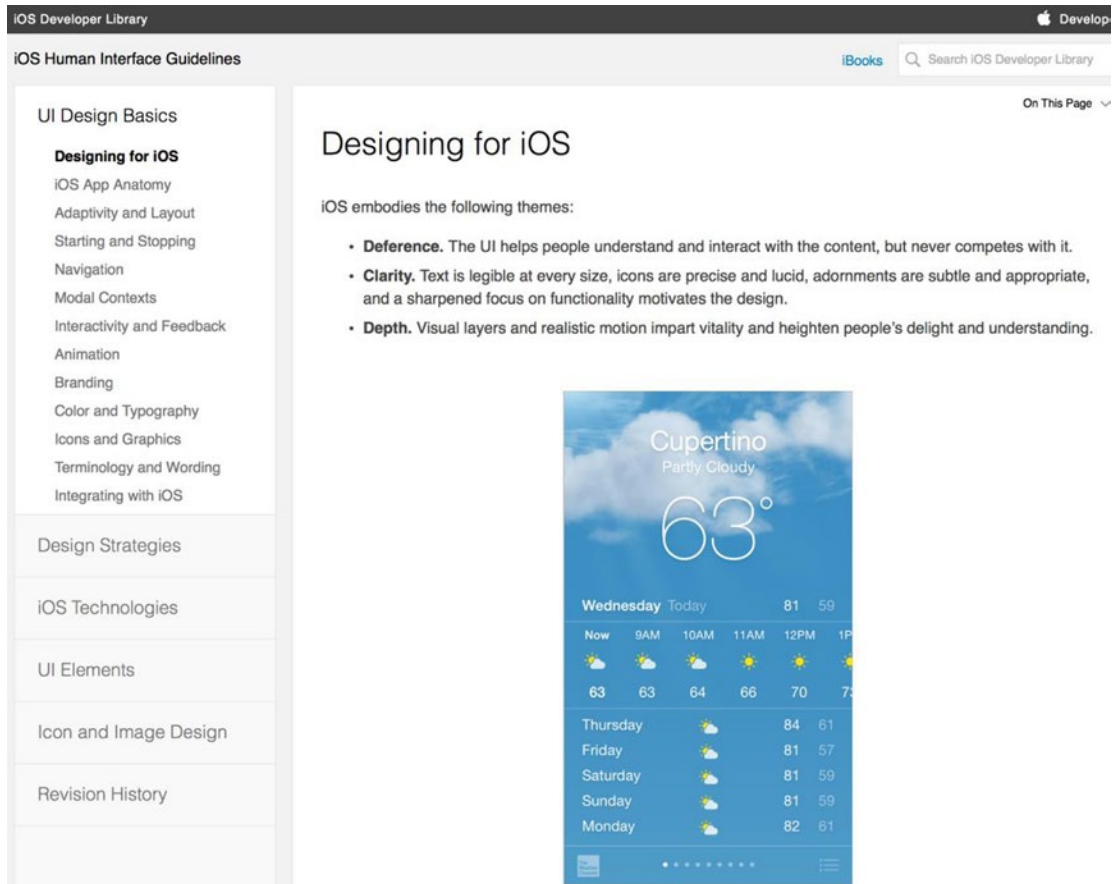 iOS Developer Library
Develop
iOS Human Interface Guidelines
iBooks
Search iOS Developer Library
On This Page
UI Design Basics
Designing for iOS
iOS App Anatomy
Adaptivity and Layout
Starting and Stopping
Navigation
Modal Contexts
Interactivity and Feedback
Animation
Branding
Color and Typography
Icons and Graphics
Terminology and Wording
Integrating with iOS
Design Strategies
iOS Technologies
UI Elements
Icon and Image Design
Revision History
Designing for iOS
iOS embodies the following themes:
• Deference. The UI helps people understand and interact with the content, but never competes with it.
• Clarity. Text is legible at every size, icons are precise and lucid, adornments are subtle and appropriate,
and a sharpened focus on functionality motivates the design.
• Depth. Visual layers and realistic motion impart vitality and heighten people's delight and understanding.
Cupertino
Partly Cloudy
63°
Wednesday Today 81 59
Now 9AM 10AM 11AM 12PM 1P
63 63 64 66 70 7
Thursday 84 61
Friday 81 57
Saturday 81 59
Sunday 81 59
Monday 82 61